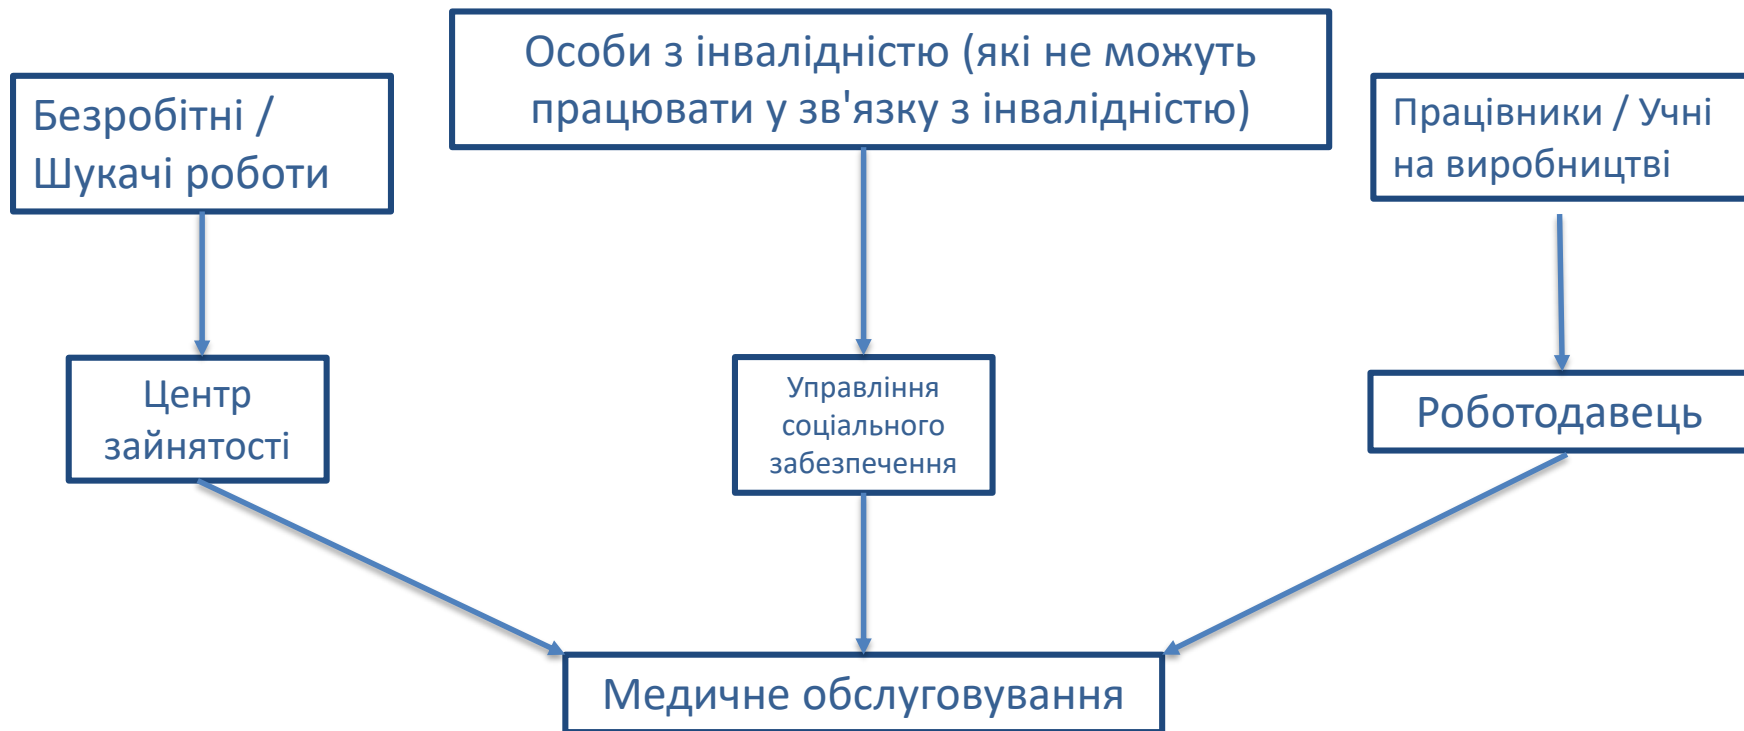 Особи з інвалідністю (які не можуть
працювати у зв'язку з інвалідністю)
Безробітні /
Шукачі роботи
Працівники / Учні
на виробництві
Центр
зайнятості
Управління
соціального
забезпечення
Роботодавець
Медичне обслуговування